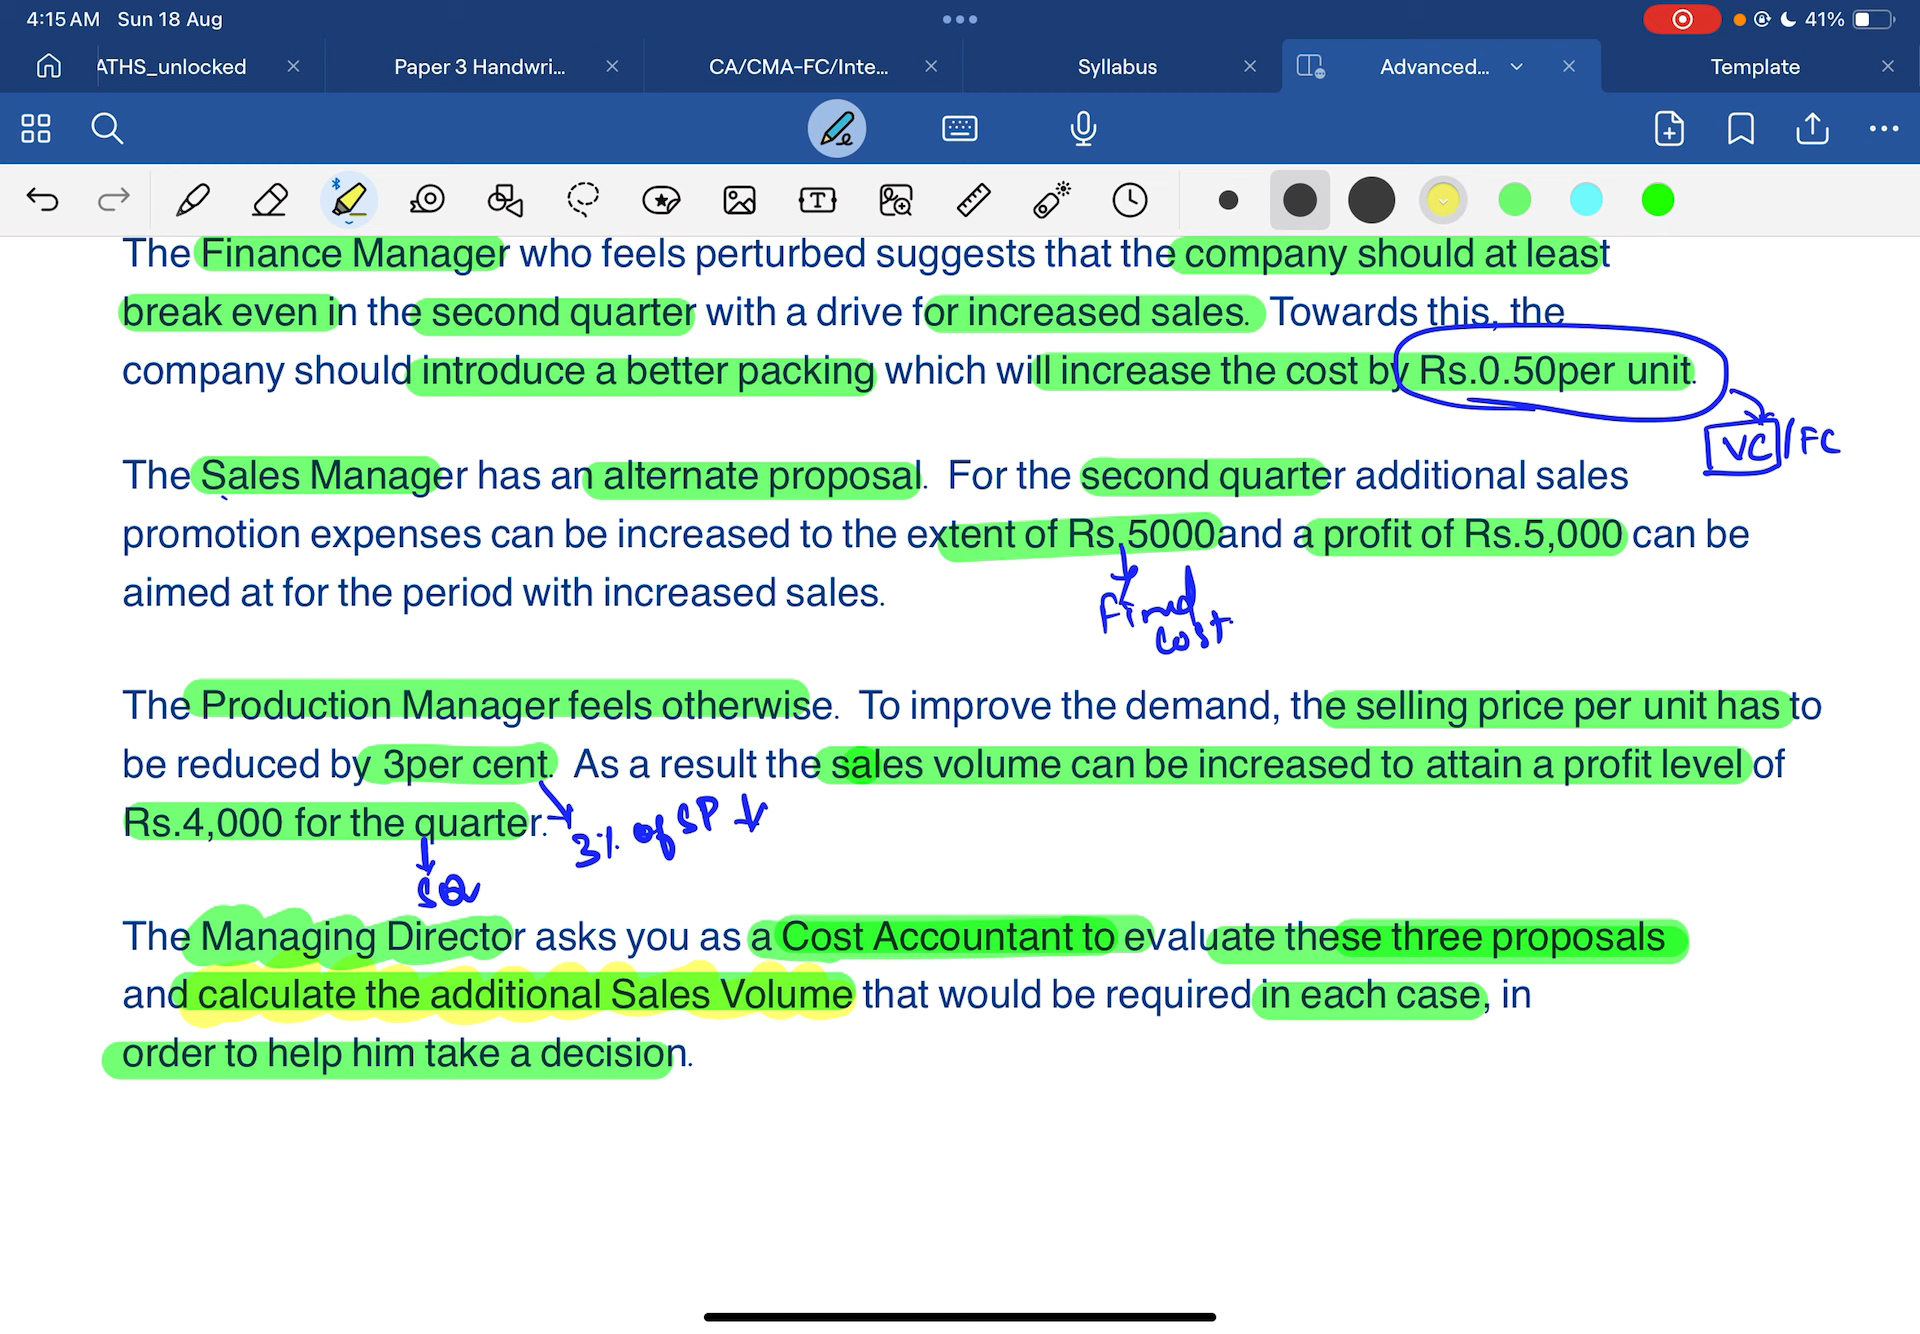 4:15 AM Sun 18 Aug
41%
ATHS_unlocked
Paper 3 Handwri...
CA/CMA-FC/Inte...
Syllabus
Advanced...
Template
The Finance Manager who feels perturbed suggests that the company should at least
break even in the second quarter with a drive for increased sales. Towards this, the
company should introduce a better packing which will increase the cost by Rs.0.50per unit.
VC/FC
The Sales Manager has an alternate proposal. For the second quarter additional sales
promotion expenses can be increased to the extent of Rs.5000and a profit of Rs.5,000 can be
aimed at for the period with increased sales.
Fixed
Cost.
The Production Manager feels otherwise. To improve the demand, the selling price per unit has to
be reduced by 3per cent. As a result the sales volume can be increased to attain a profit level of
Rs.4,000 for the quarter.
3% of SP ↓
SQ
The Managing Director asks you as a Cost Accountant to evaluate these three proposals
and calculate the additional Sales Volume that would be required in each case, in
order to help him take a decision.